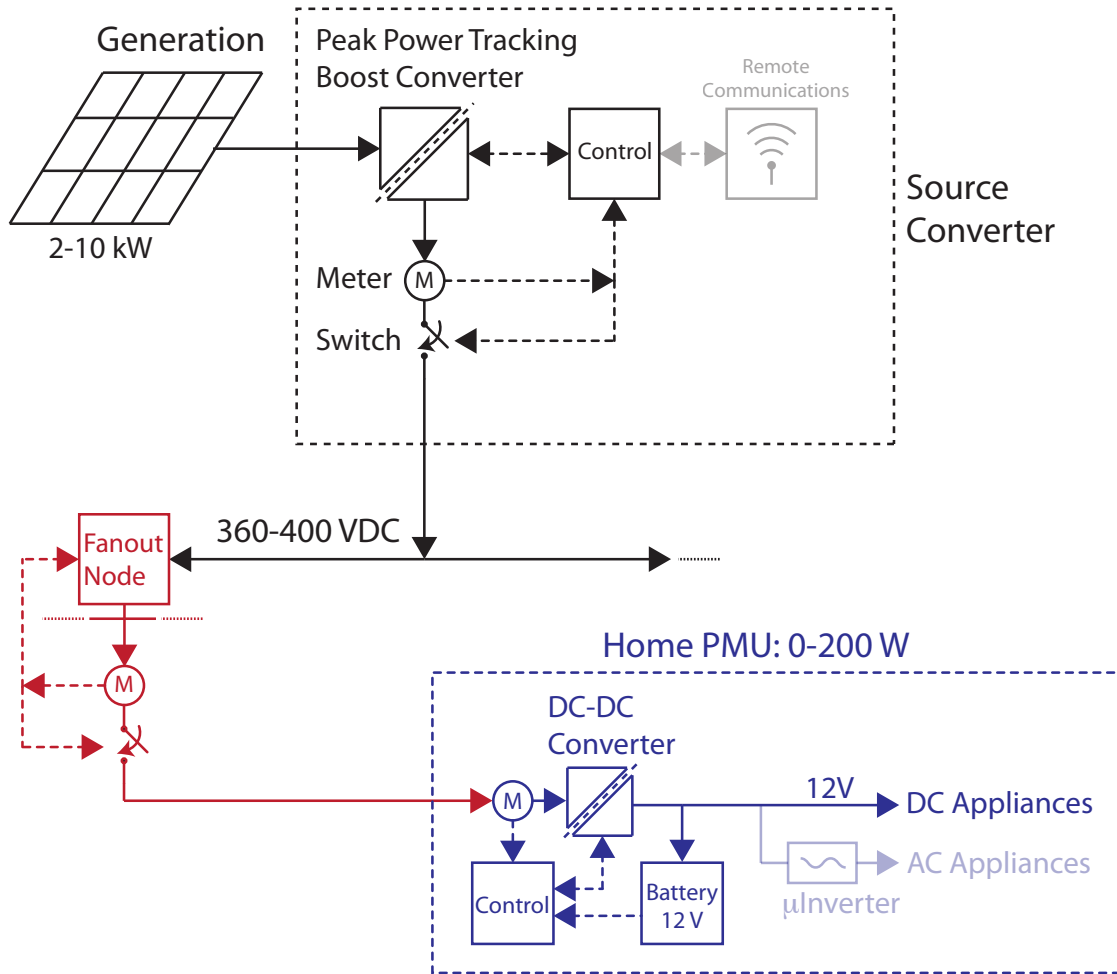 Generation
2-10 kW
Peak Power Tracking
Boost Converter
Remote
Communications
Control
Source
Converter
Meter
M
Switch
360-400 VDC
Fanout
Node
M
Home PMU: 0-200 W
DC-DC
Converter
M
12V
DC Appliances
AC Appliances
μInverter
Control
Battery
12 V